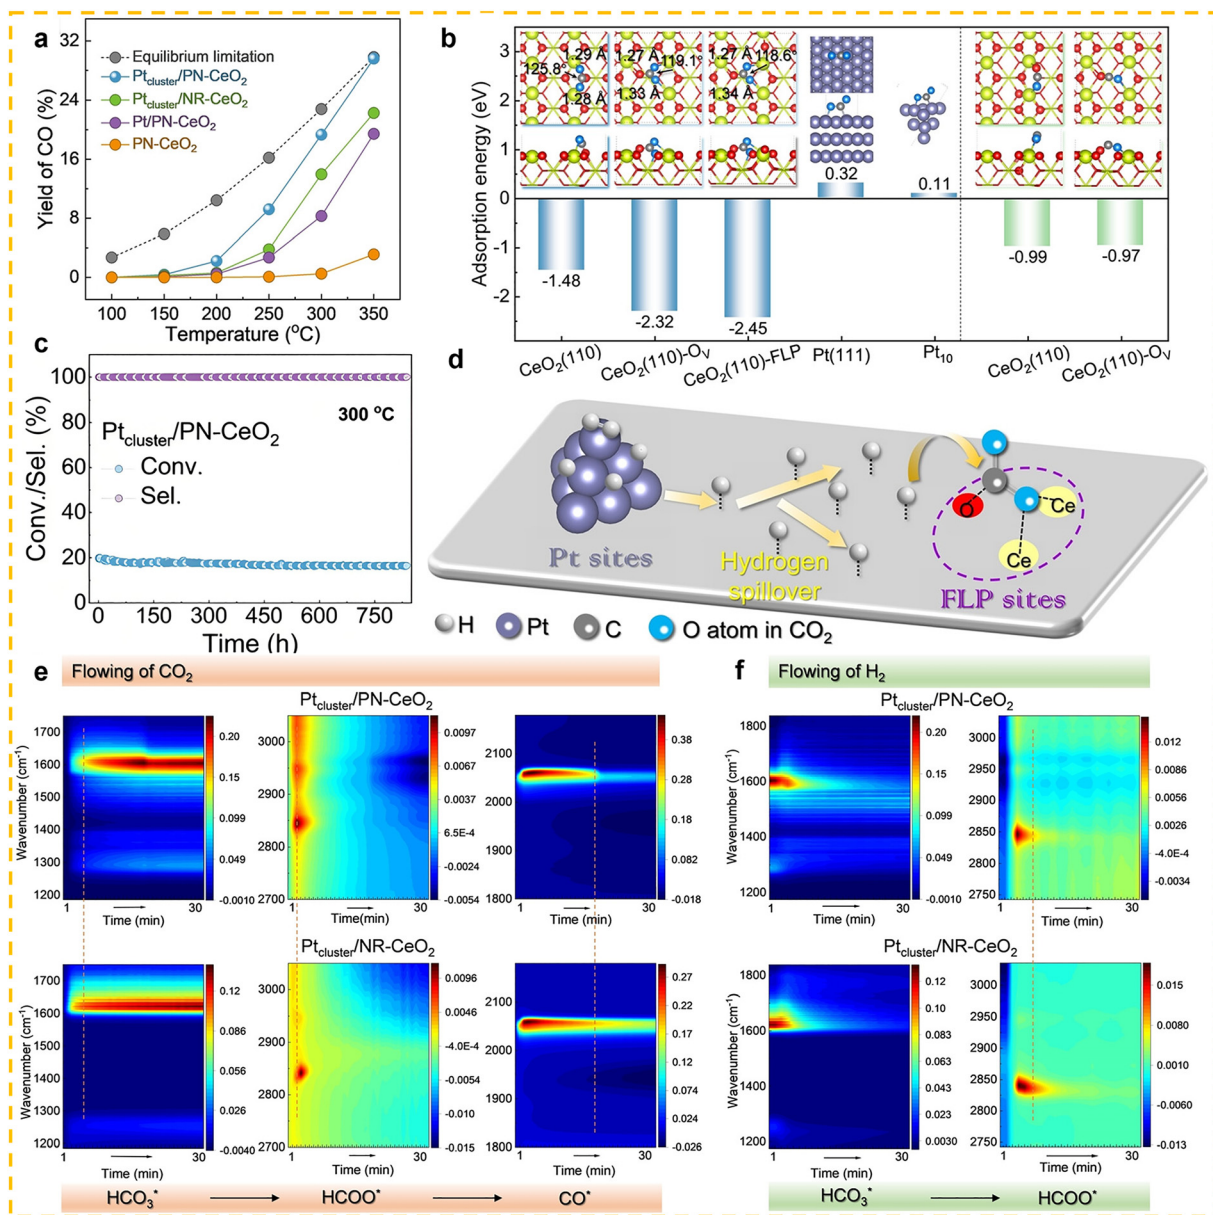 a
32
24
16
8
0
Yield of CO (%)
Equilibrium limitation
Ptcluster/PN-CeO2
Ptcluster/NR-CeO2
Pt/PN-CeO2
PN-CeO2
100 150 200 250 300 350
Temperature (oC)
b
3
2
1
0
-1
-2
Adsorption energy (eV)
1.29 Å
125.8°
1.28 Å
1.27 Å
119.1°
1.33 Å
1.27 Å
118.6°
1.34 Å
0.32
0.11
-1.48
-2.32
-2.45
-0.99
-0.97
CeO2(110) CeO2(110)-OV CeO2(110)-FLP Pt(111) Pt10 CeO2(110) CeO2(110)-OV
c
100
80
60
40
20
0
Conv./Sel. (%)
300 oC
Ptcluster/PN-CeO2
Conv.
Sel.
0 150 300 450 600 750
Time (h)
d
Pt sites
Hydrogen
spillover
O
Ce
Ce
FLP sites
H Pt C O atom in CO2
e
Flowing of CO2
Ptcluster/PN-CeO2
1700
1600
1500
1400
1300
1200
Wavenumber (cm-1)
0.20
0.15
0.099
0.049
-0.0010
1 30
Time (min)
3000
2900
2800
2700
0.0097
0.0067
0.0037
6.5E-4
-0.0024
-0.0054
1 30
Time(min)
2100
2000
1900
1800
0.38
0.28
0.18
0.082
-0.018
1 30
Time (min)
Ptcluster/NR-CeO2
1700
1600
1500
1400
1300
1200
Wavenumber (cm-1)
0.12
0.086
0.056
0.026
-0.0040
1 30
Time (min)
3000
2900
2800
2700
0.0096
0.0046
-4.0E-4
-0.0054
-0.010
-0.015
1 30
Time (min)
2100
2000
1900
1800
0.27
0.22
0.17
0.12
0.074
0.024
-0.026
1 30
Time (min)
HCO3* HCOO* CO*
f
Flowing of H2
Ptcluster/PN-CeO2
1800
1600
1400
1200
Wavenumber (cm-1)
0.20
0.15
0.099
0.049
-0.0010
1 30
Time (min)
3000
2950
2900
2850
2800
2750
0.012
0.0086
0.0056
0.0026
-4.0E-4
-0.0034
1 30
Time (min)
Ptcluster/NR-CeO2
1800
1600
1400
1200
Wavenumber (cm-1)
0.12
0.10
0.083
0.063
0.043
0.023
0.0030
1 30
Time (min)
3000
2950
2900
2850
2800
2740
0.015
0.0080
0.0010
-0.0060
-0.013
1 30
Time (min)
HCO3* HCOO*